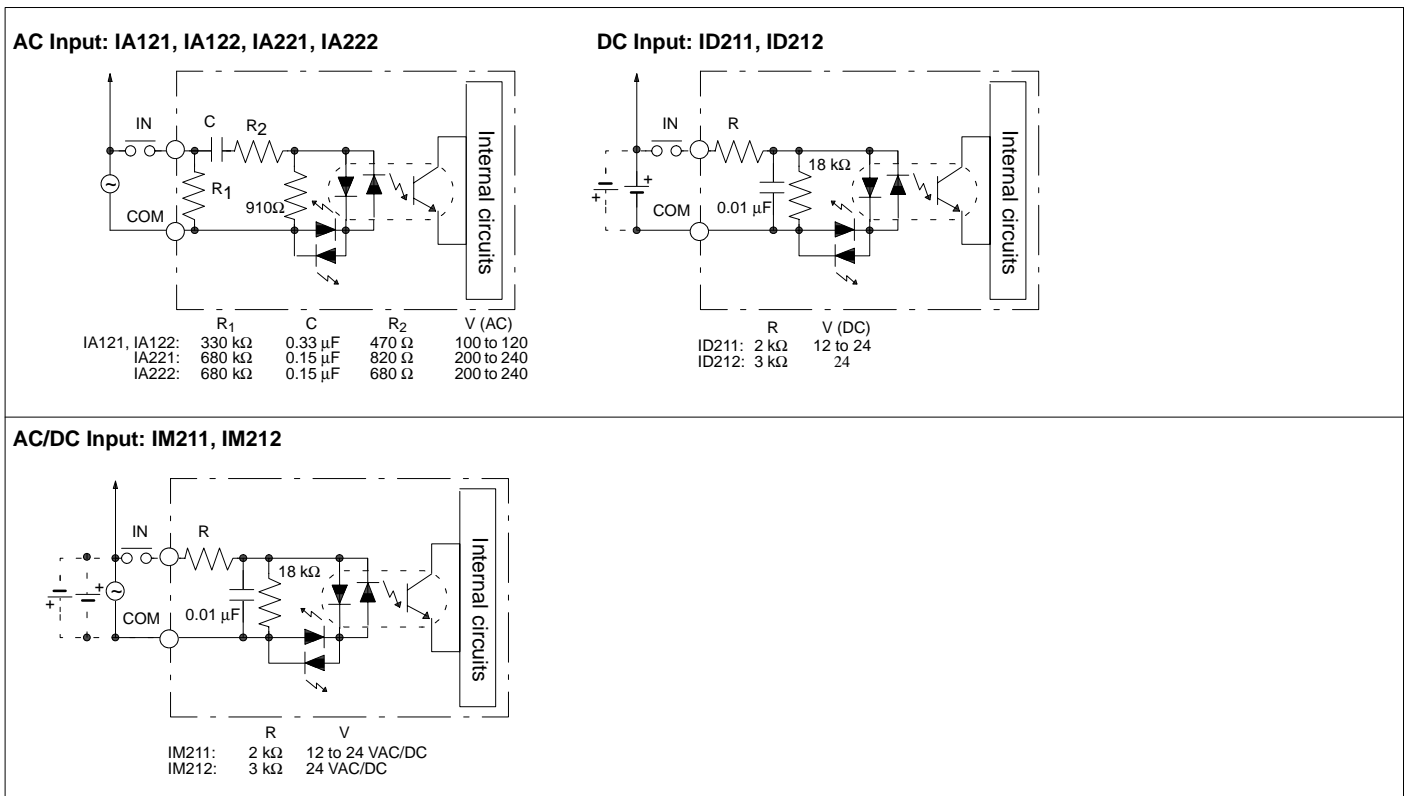 AC Input: IA121, IA122, IA221, IA222
IN
C
R2
R1
910Ω
COM
~
Internal circuits
R1 C R2 V (AC)
IA121, IA122: 330 kΩ 0.33 μF 470 Ω 100 to 120
IA221: 680 kΩ 0.15 μF 820 Ω 200 to 240
IA222: 680 kΩ 0.15 μF 680 Ω 200 to 240
DC Input: ID211, ID212
IN
R
18 kΩ
+
+
COM
0.01 μF
Internal circuits
R V (DC)
ID211: 2 kΩ 12 to 24
ID212: 3 kΩ 24
AC/DC Input: IM211, IM212
IN
R
18 kΩ
+
+
~
COM
0.01 μF
Internal circuits
R V
IM211: 2 kΩ 12 to 24 VAC/DC
IM212: 3 kΩ 24 VAC/DC